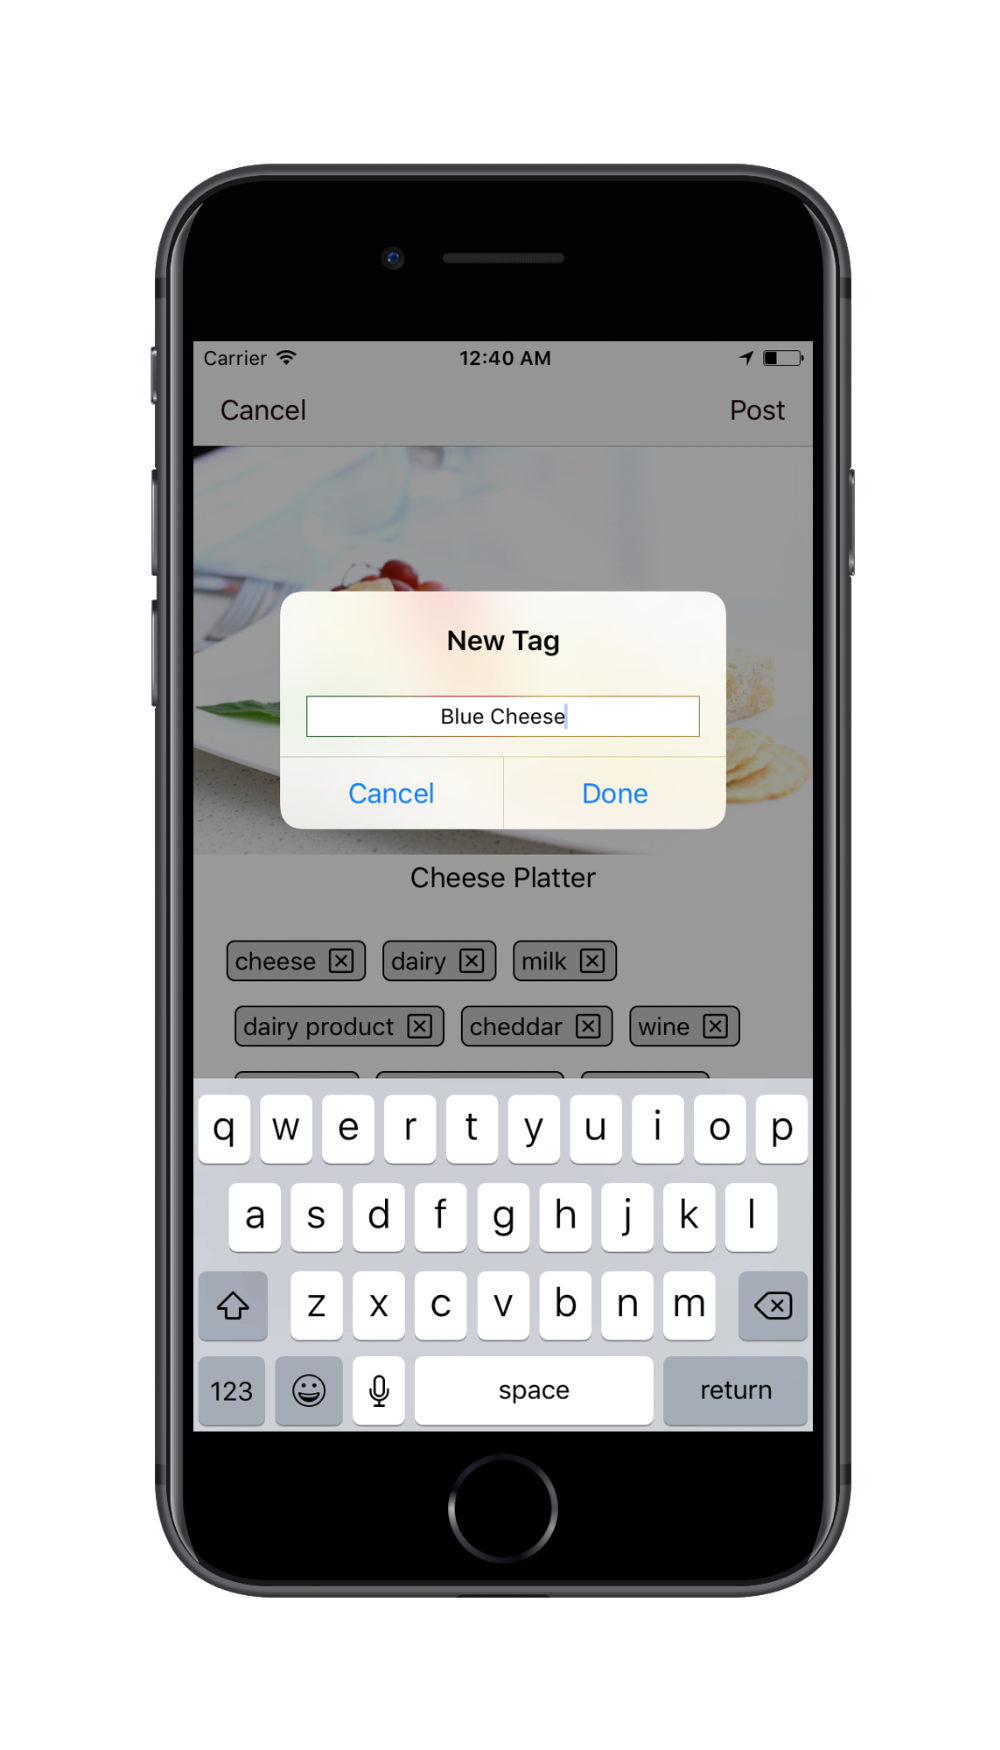 Carrier 12:40 AM
Cancel Post
New Tag
Blue Cheese
Cancel Done
Cheese Platter
cheese dairy milk
dairy product cheddar wine
q w e r t y u i o p
a s d f g h j k l
z x c v b n m
123 space return